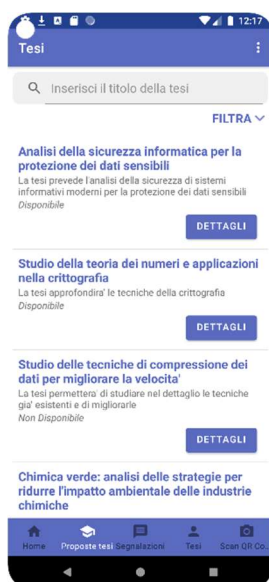 12:17
Tesi
Inserisci il titolo della tesi
FILTRA
Analisi della sicurezza informatica per la
protezione dei dati sensibili
La tesi prevede l'analisi della sicurezza di sistemi
informativi moderni per la protezione dei dati sensibili
Disponibile
DETTAGLI
Studio della teoria dei numeri e applicazioni
nella crittografia
La tesi approfondira' le tecniche della crittografia
Disponibile
DETTAGLI
Studio delle tecniche di compressione dei
dati per migliorare la velocita'
La tesi permettera' di studiare nel dettaglio le tecniche
gia' esistenti e di migliorarle
Non Disponibile
DETTAGLI
Chimica verde: analisi delle strategie per
ridurre l'impatto ambientale delle industrie
chimiche
Home Proposte tesi Segnalazioni Tesi Scan QR Co...